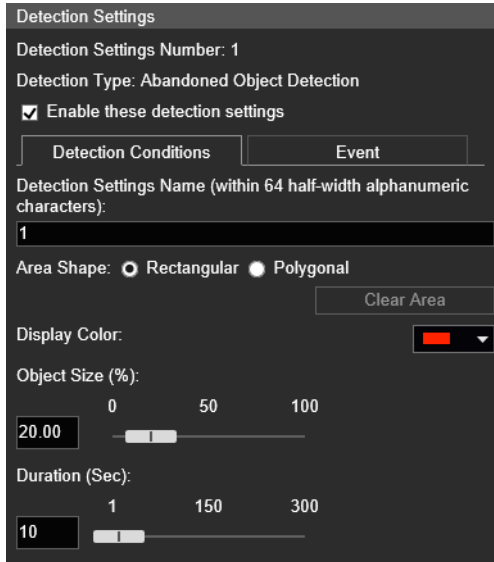 Detection Settings
Detection Settings Number: 1
Detection Type: Abandoned Object Detection
Enable these detection settings
Detection Conditions Event
Detection Settings Name (within 64 half-width alphanumeric
characters):
1
Area Shape: Rectangular Polygonal
Clear Area
Display Color:
Object Size (%):
0 50 100
20.00
Duration (Sec):
1 150 300
10